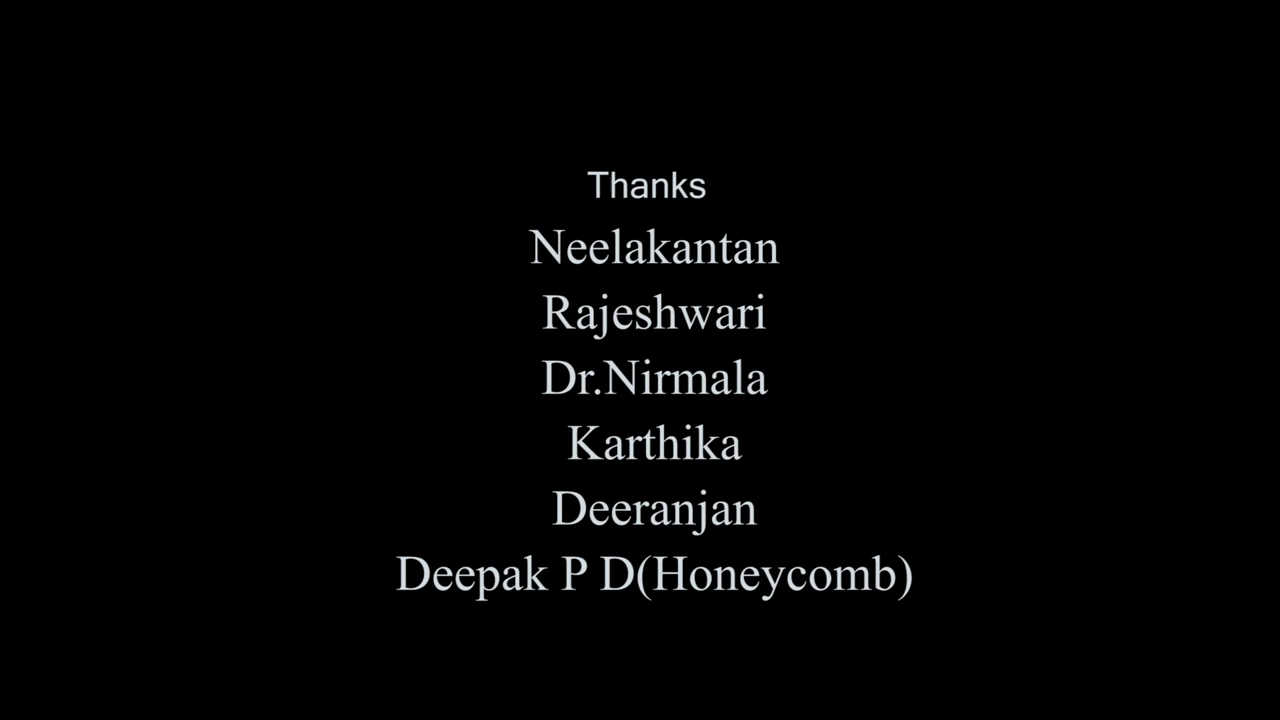 Thanks
Neelakantan
Rajeshwari
Dr.Nirmala
Karthika
Deeranjan
Deepak P D(Honeycomb)